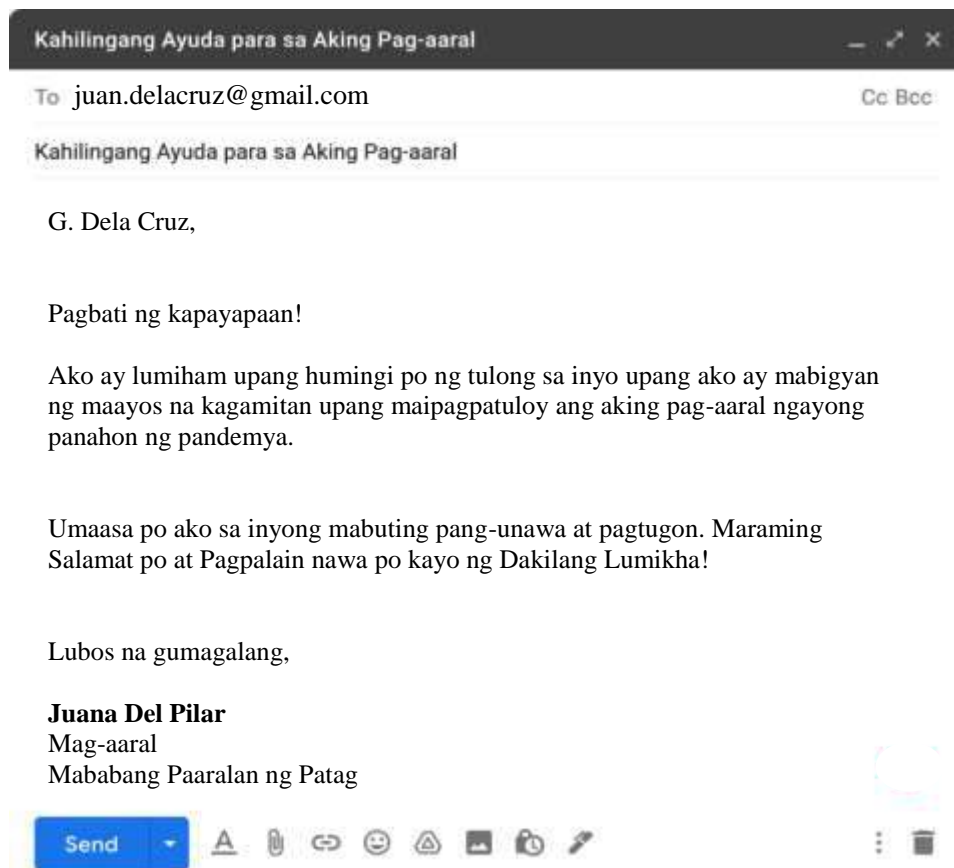 Kahilingang Ayuda para sa Aking Pag-aaral
To juan.delacruz@gmail.com Cc Bcc
Kahilingang Ayuda para sa Aking Pag-aaral
G. Dela Cruz,
Pagbati ng kapayapaan!
Ako ay lumiham upang humingi po ng tulong sa inyo upang ako ay mabigyan
ng maayos na kagamitan upang maipagpatuloy ang aking pag-aaral ngayong
panahon ng pandemya.
Umaasa po ako sa inyong mabuting pang-unawa at pagtugon. Maraming
Salamat po at Pagpalain nawa po kayo ng Dakilang Lumikha!
Lubos na gumagalang,
Juana Del Pilar
Mag-aaral
Mababang Paaralan ng Patag
Send